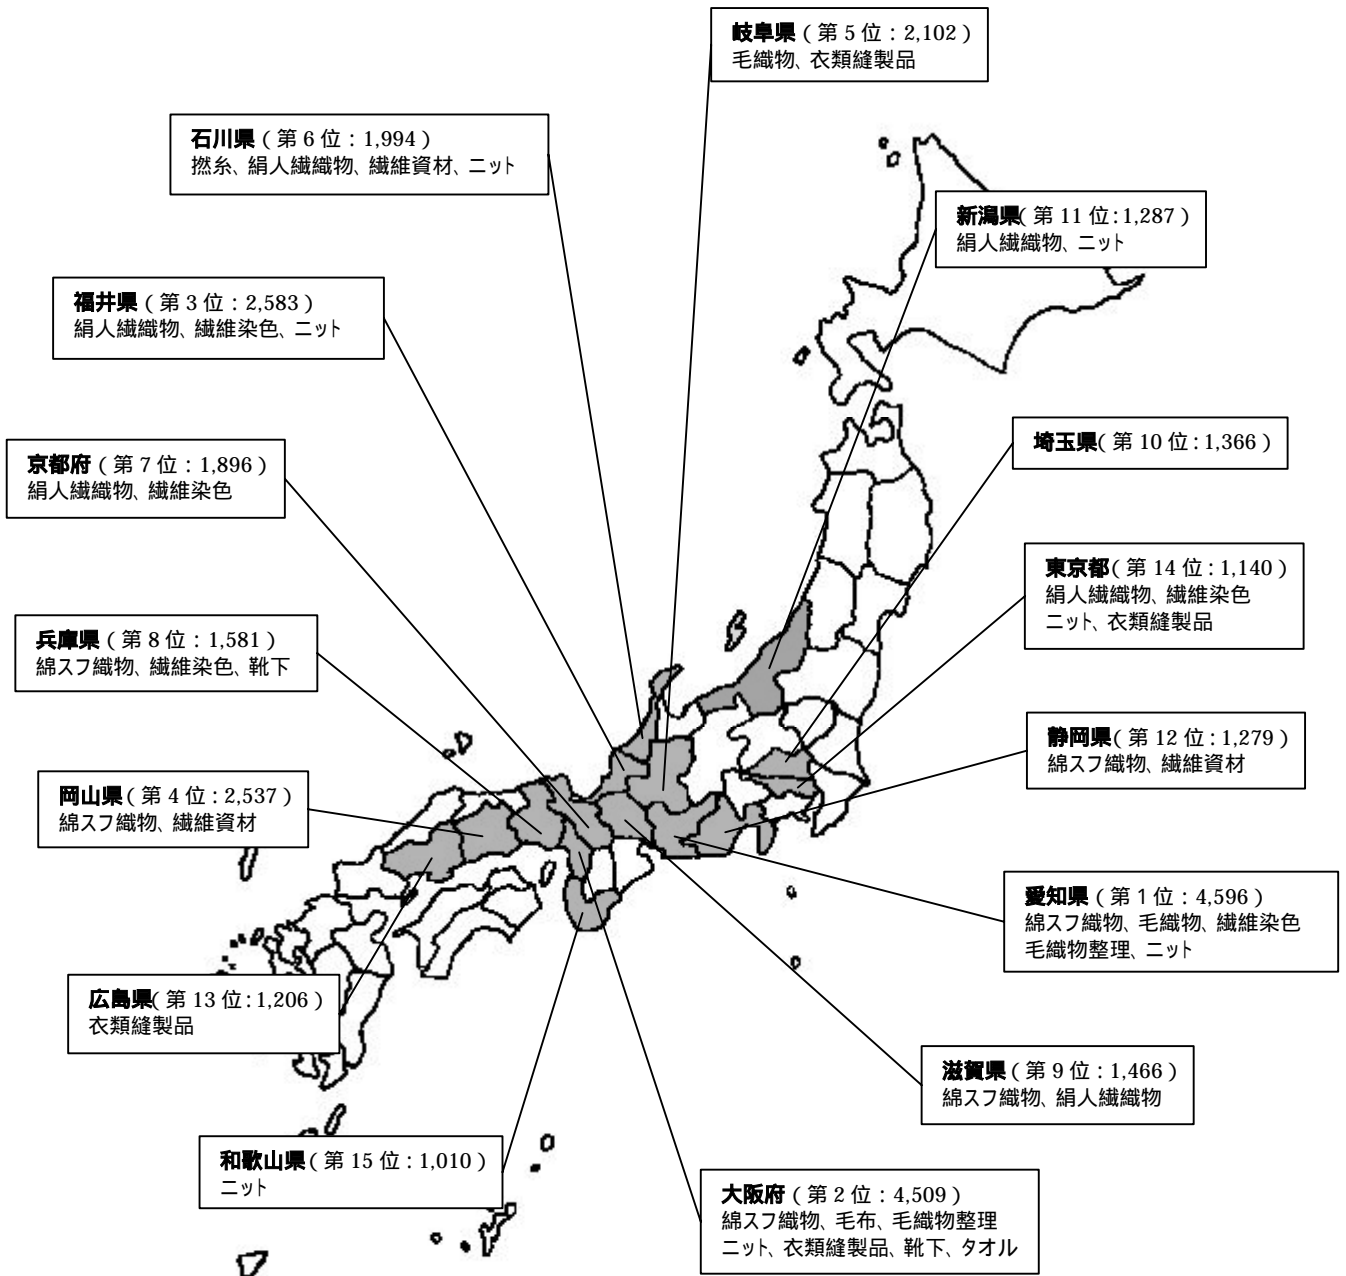 岐阜県（第 5 位：2,102）
毛織物、衣類縫製品
石川県（第 6 位：1,994）
撚糸、絹人繊織物、繊維資材、ニット
新潟県（第 11 位：1,287）
絹人繊織物、ニット
福井県（第 3 位：2,583）
絹人繊織物、繊維染色、ニット
埼玉県（第 10 位：1,366）
京都府（第 7 位：1,896）
絹人繊織物、繊維染色
東京都（第 14 位：1,140）
絹人繊織物、繊維染色
ニット、衣類縫製品
兵庫県（第 8 位：1,581）
綿スフ織物、繊維染色、靴下
静岡県（第 12 位：1,279）
綿スフ織物、繊維資材
岡山県（第 4 位：2,537）
綿スフ織物、繊維資材
愛知県（第 1 位：4,596）
綿スフ織物、毛織物、繊維染色
毛織物整理、ニット
広島県（第 13 位：1,206）
衣類縫製品
滋賀県（第 9 位：1,466）
綿スフ織物、絹人繊織物
和歌山県（第 15 位：1,010）
ニット
大阪府（第 2 位：4,509）
綿スフ織物、毛布、毛織物整理
ニット、衣類縫製品、靴下、タオル